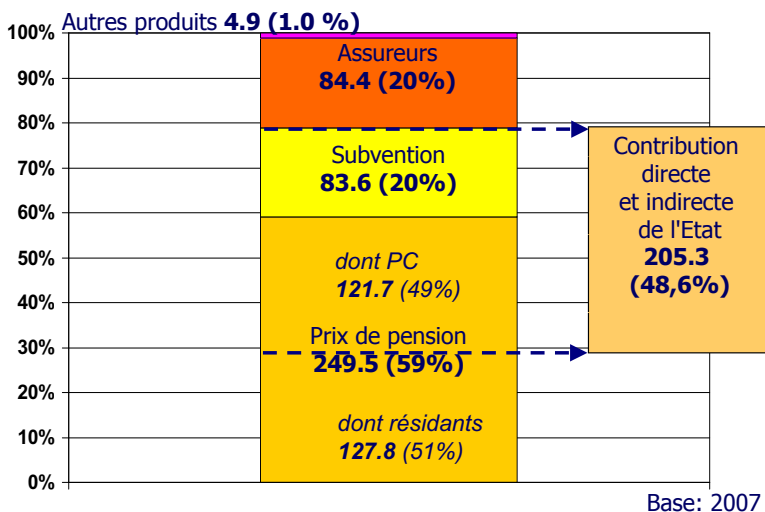 Autres produits 4.9 (1.0 %)
100%
90%
80%
70%
60%
50%
40%
30%
20%
10%
0%
Assureurs
84.4 (20%)
Subvention
83.6 (20%)
dont PC
121.7 (49%)
Prix de pension
249.5 (59%)
dont résidants
127.8 (51%)
Contribution
directe
et indirecte
de l'Etat
205.3
(48,6%)
Base: 2007